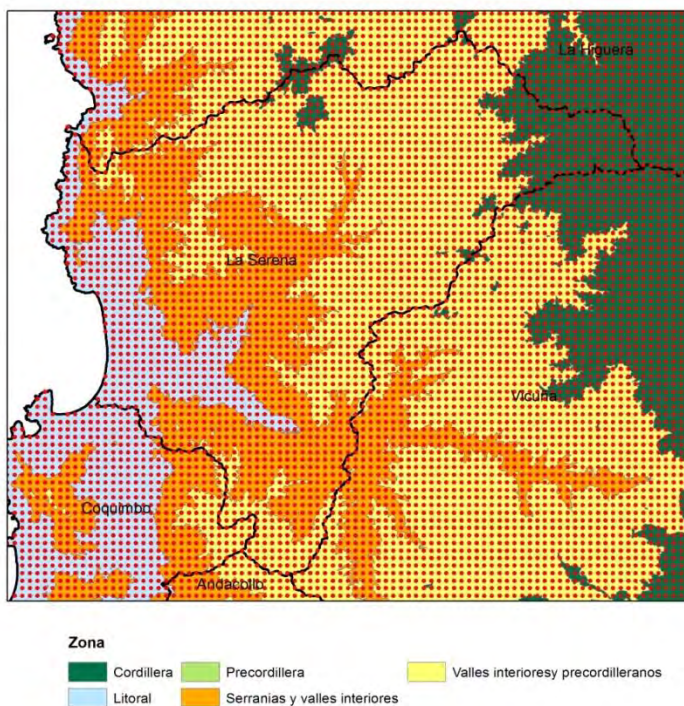 La Higuera
La Serena
Vicuña
Coquimbo
Andacollo
Zona
Cordillera
Precordillera
Valles interioresy precordilleranos
Litoral
Serranias y valles interiores